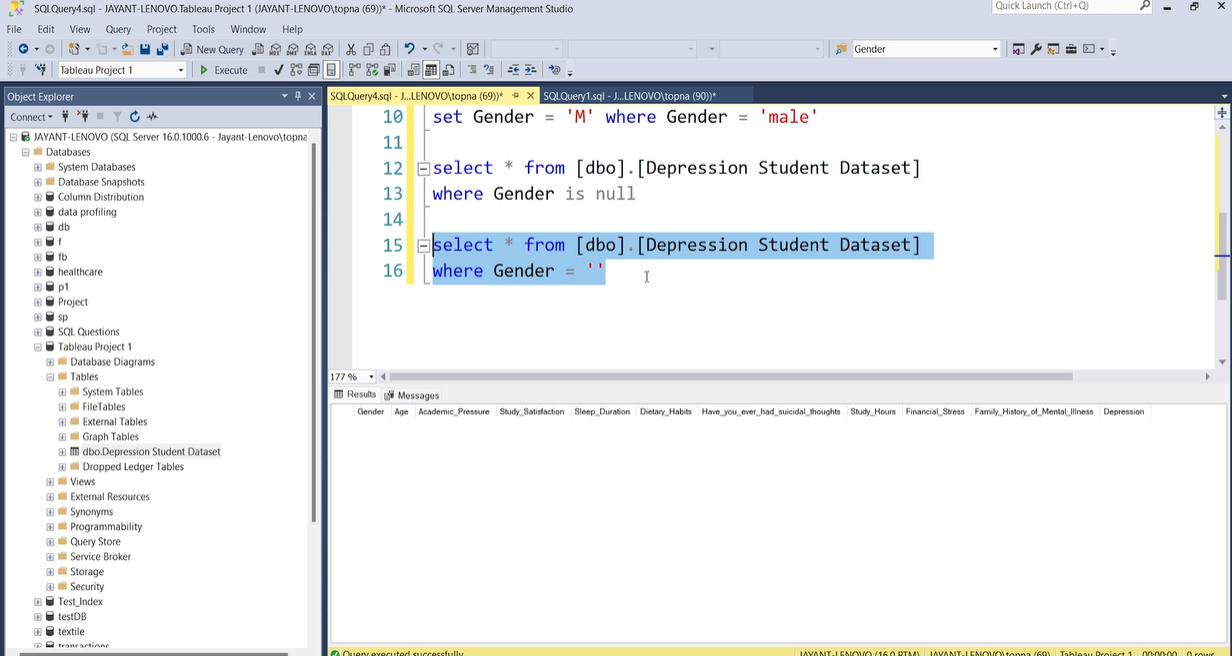 SQLQuery4.sql - JAYANT-LENOVO.Tableau Project 1 (JAYANT-LENOVO\topna (69))* - Microsoft SQL Server Management Studio
Quick Launch (Ctrl+Q)
File Edit View Query Project Tools Window Help
New Query
Gender
Tableau Project 1
Execute
Object Explorer
SQLQuery4.sql - J...LENOVO\topna (69))*
SQLQuery1.sql - J...LENOVO\topna (90))*
Connect
JAYANT-LENOVO (SQL Server 16.0.1000.6 - Jayant-Lenovo\topna
Databases
System Databases
Database Snapshots
Column Distribution
data profiling
db
f
fb
healthcare
p1
Project
sp
SQL Questions
Tableau Project 1
Database Diagrams
Tables
System Tables
FileTables
External Tables
Graph Tables
dbo.Depression Student Dataset
Dropped Ledger Tables
Views
External Resources
Synonyms
Programmability
Query Store
Service Broker
Storage
Security
Test_Index
testDB
textile
transactions
10 set Gender = 'M' where Gender = 'male'
11
12 select * from [dbo].[Depression Student Dataset]
13 where Gender is null
14
15 select * from [dbo].[Depression Student Dataset]
16 where Gender = ''
177 %
Results Messages
Gender Age Academic_Pressure Study_Satisfaction Sleep_Duration Dietary_Habits Have_you_ever_had_suicidal_thoughts Study_Hours Financial_Stress Family_History_of_Mental_Illness Depression
Query executed successfully. JAYANT-LENOVO (16.0 RTM) JAYANT-LENOVO\topna (69) Tableau Project 1 00:00:00 0 rows